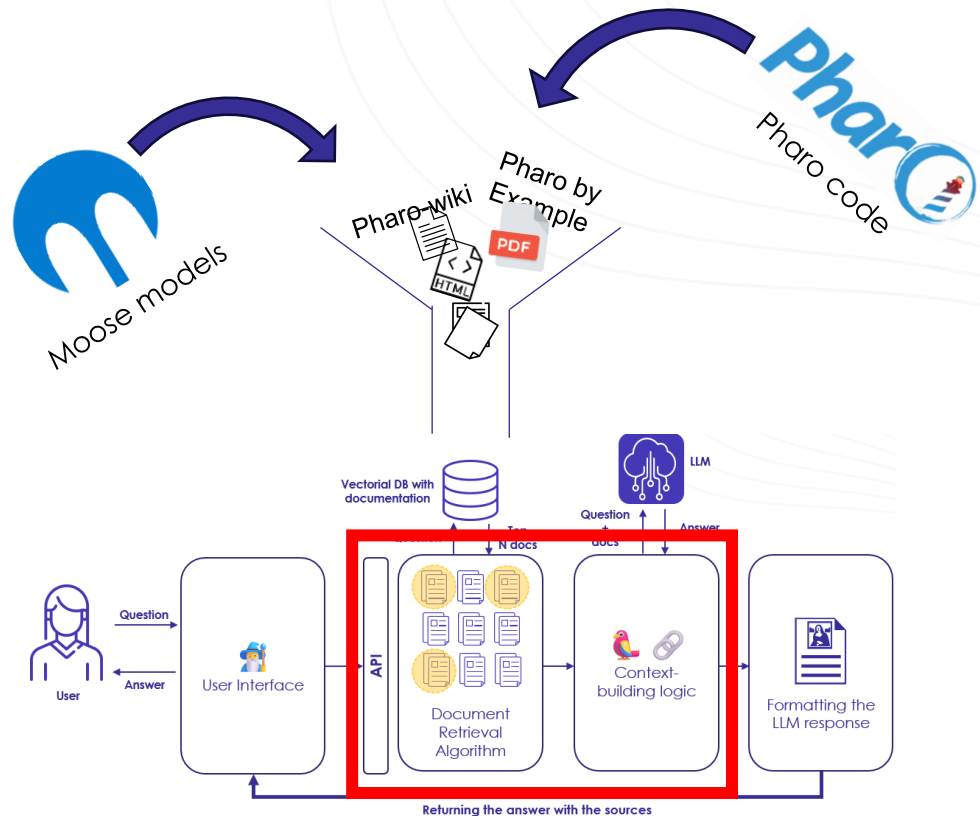 Pharo
Pharo code
Moose models
Pharo-wiki
Pharo by
Example
PDF
HTML
Vectorial DB with
documentation
LLM
Question
+
docs
Answer
N docs
Question
Answer
User
User Interface
API
Document
Retrieval
Algorithm
Context-
building logic
Formatting the
LLM response
Returning the answer with the sources